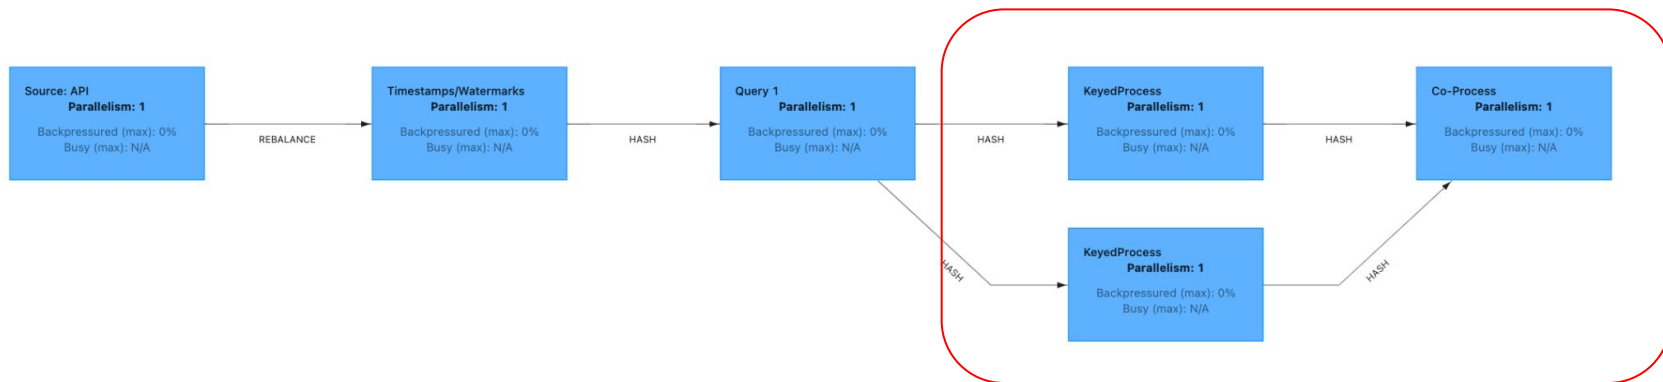 Source: API
Parallelism: 1
Backpressured (max): 0%
Busy (max): N/A
REBALANCE
Timestamps/Watermarks
Parallelism: 1
Backpressured (max): 0%
Busy (max): N/A
HASH
Query 1
Parallelism: 1
Backpressured (max): 0%
Busy (max): N/A
HASH
KeyedProcess
Parallelism: 1
Backpressured (max): 0%
Busy (max): N/A
HASH
Co-Process
Parallelism: 1
Backpressured (max): 0%
Busy (max): N/A
HASH
KeyedProcess
Parallelism: 1
Backpressured (max): 0%
Busy (max): N/A
HASH